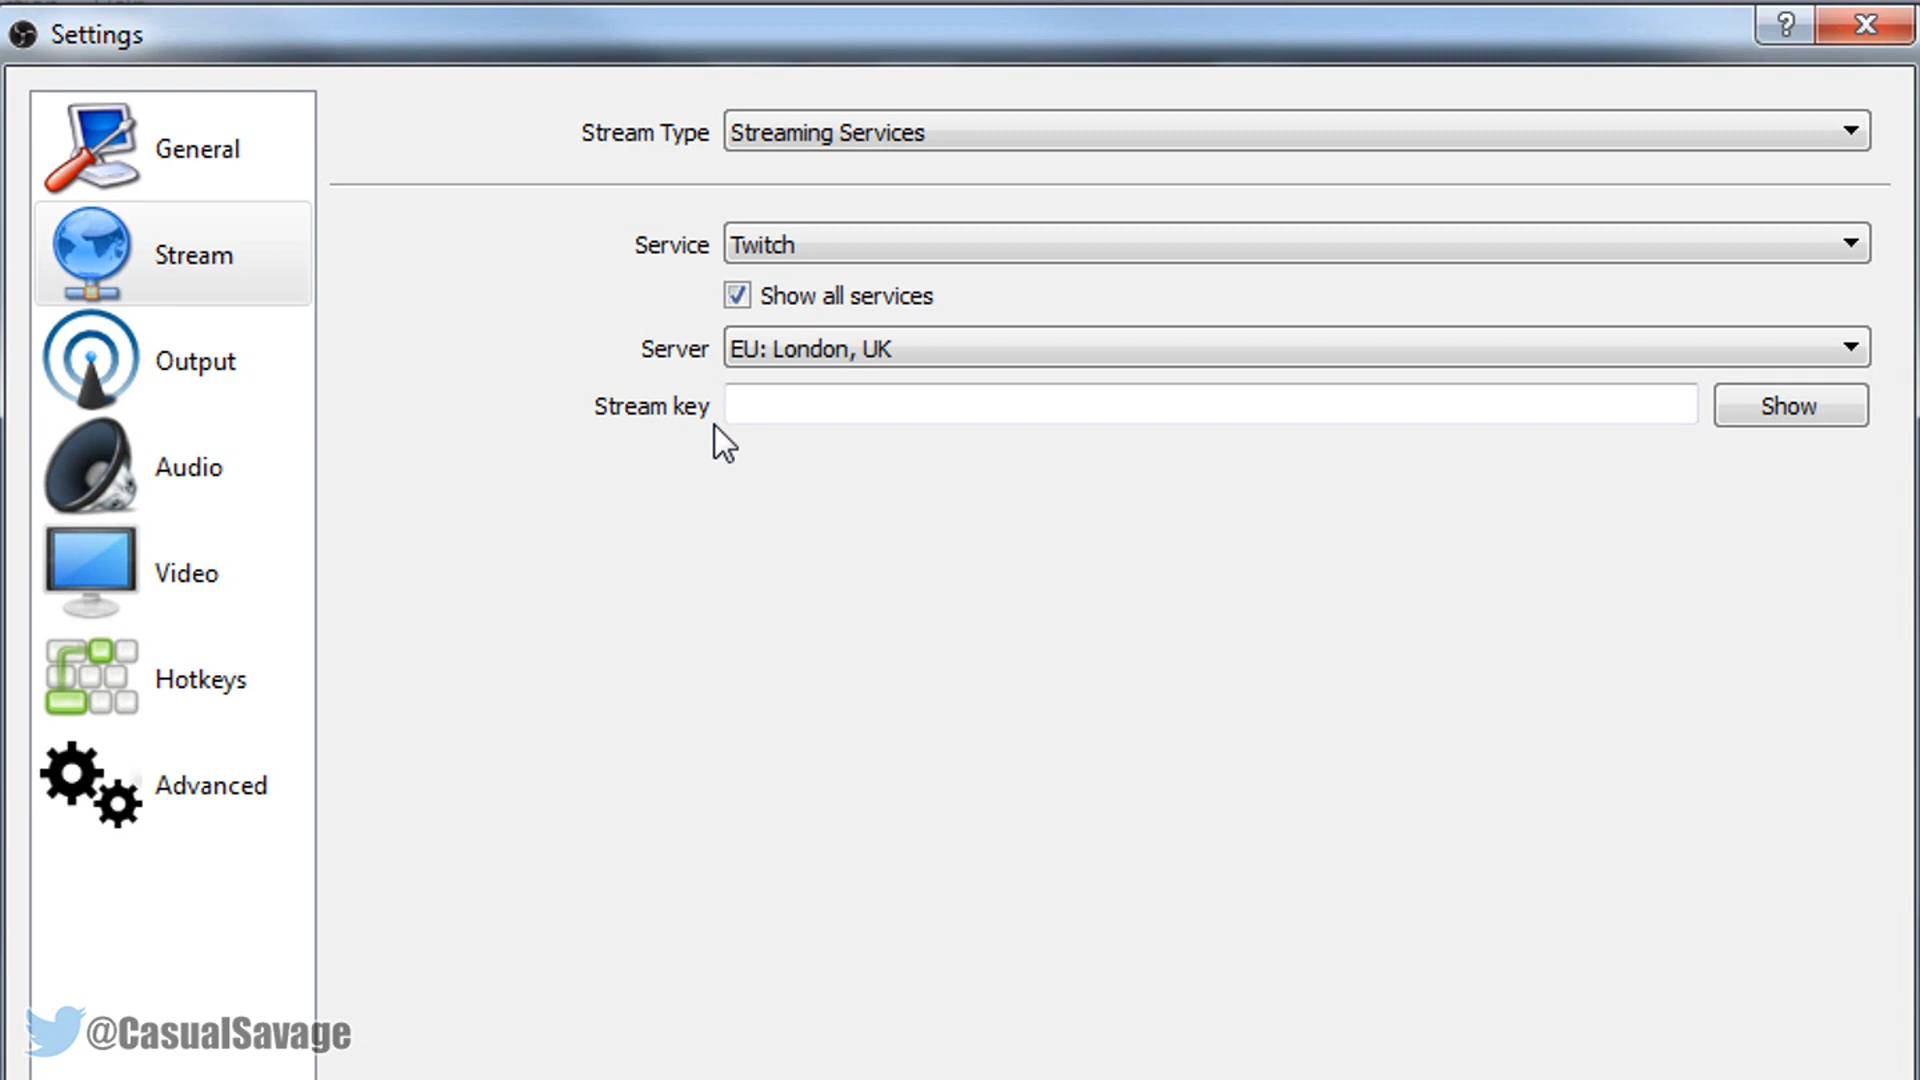 Settings
?
General
Stream
Output
Audio
Video
Hotkeys
Advanced
Stream Type Streaming Services
Service Twitch
Show all services
Server EU: London, UK
Stream key Show
@CasualSavage